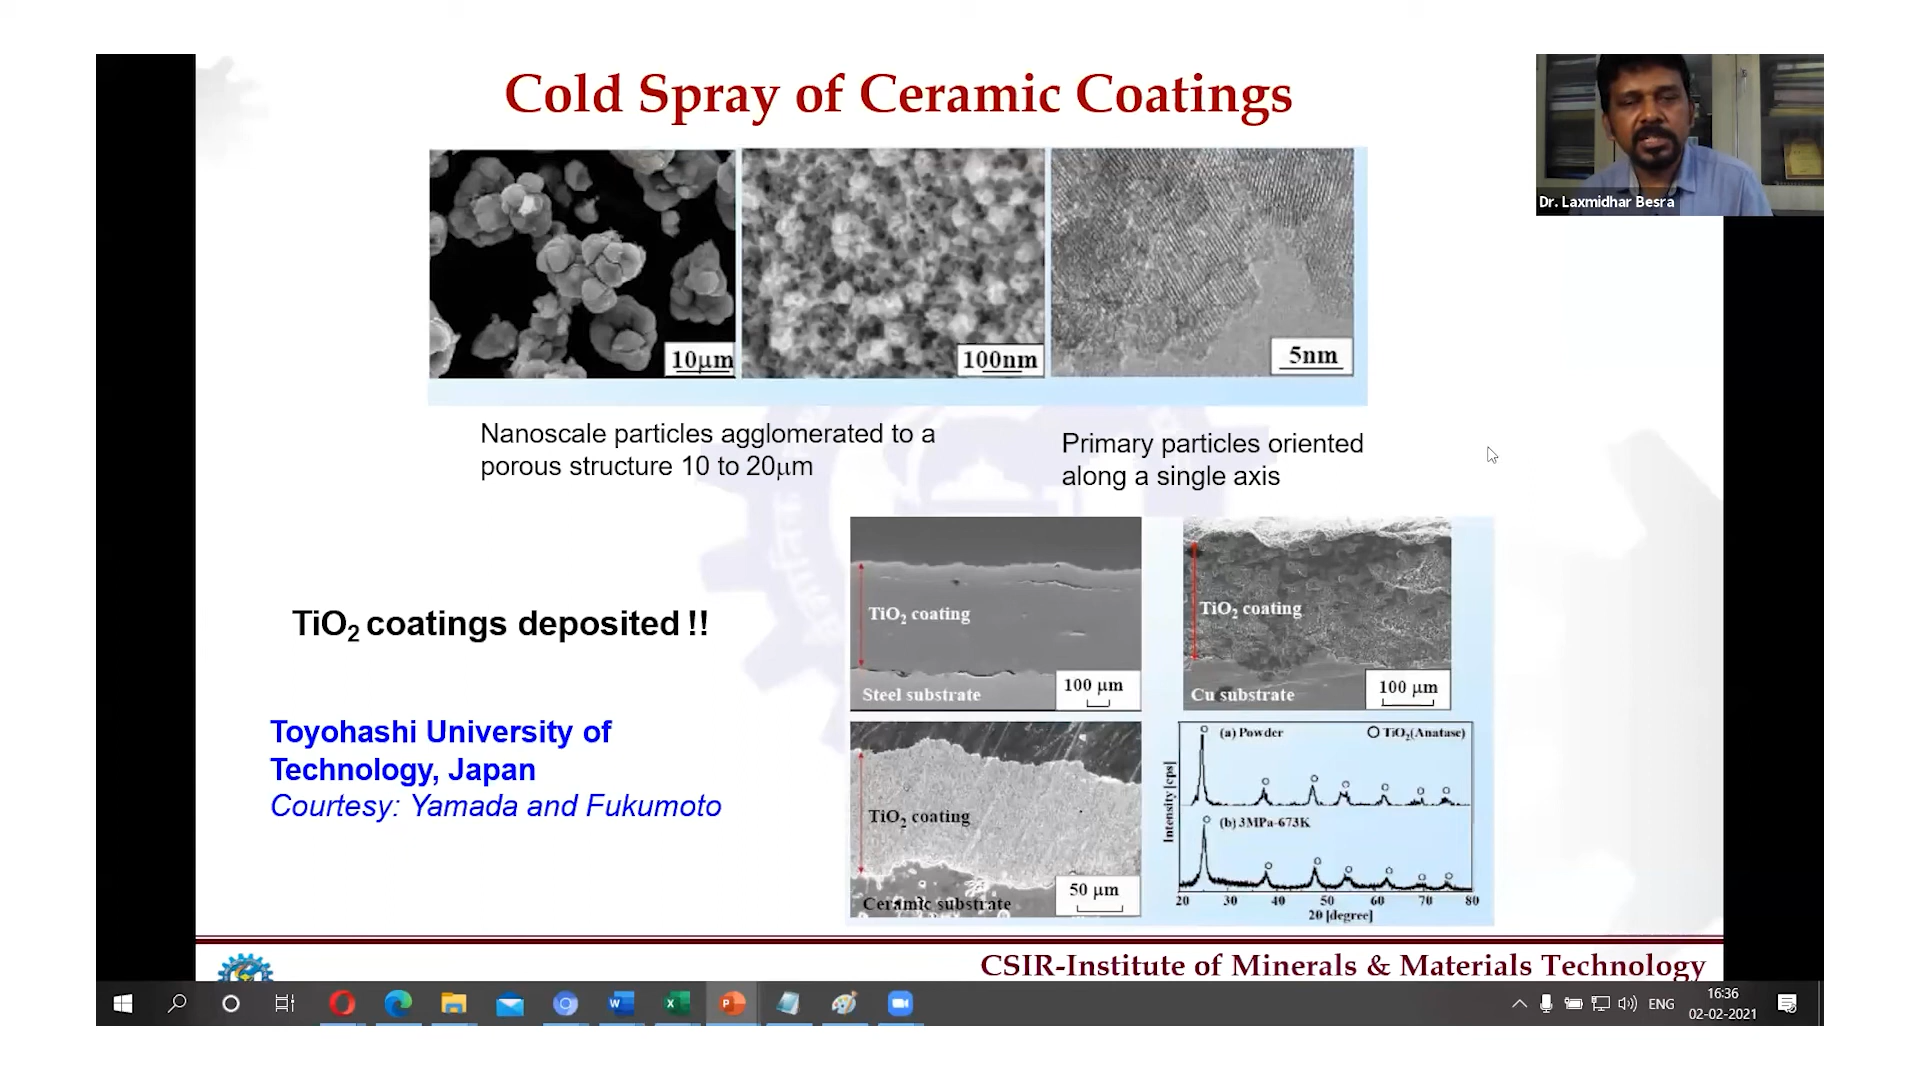 Cold Spray of Ceramic Coatings
Dr. Laxmidhar Besra
10μm
100nm
5nm
Nanoscale particles agglomerated to a
porous structure 10 to 20μm
Primary particles oriented
along a single axis
TiO₂ coatings deposited !!
Toyohashi University of
Technology, Japan
Courtesy: Yamada and Fukumoto
TiO₂ coating
Steel substrate
100 μm
TiO₂ coating
Cu substrate
100 μm
TiO₂ coating
Ceramic substrate
50 μm
(a) Powder
TiO₂(Anatase)
(b) 3MPa-673K
Intensity [cps]
20 30 40 50 60 70 80
2θ [degree]
CSIR-Institute of Minerals & Materials Technology
ENG
16:36
02-02-2021